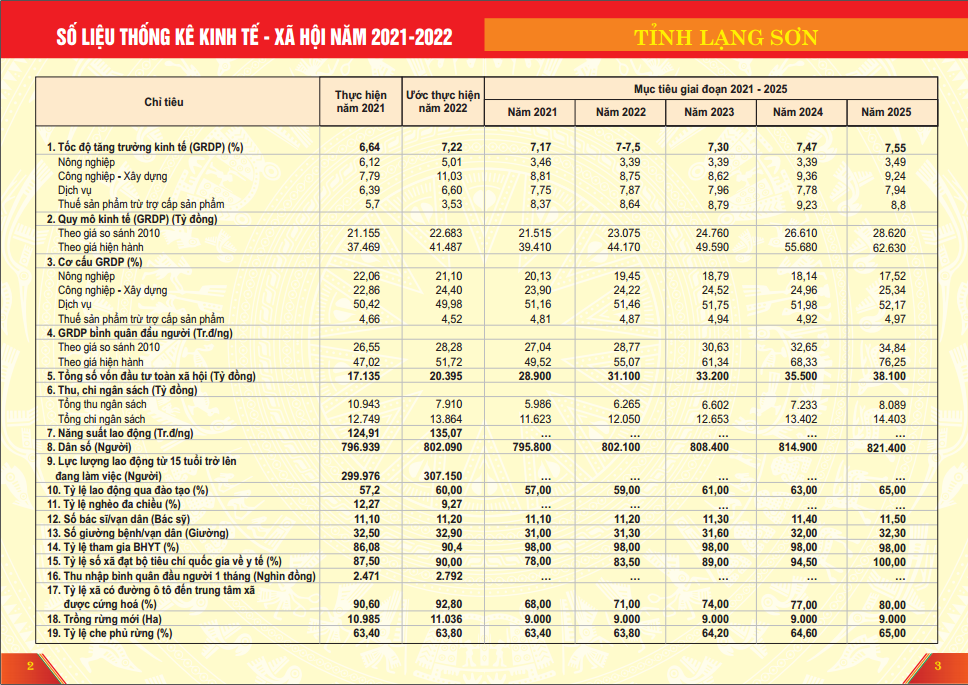 SỐ LIỆU THỐNG KÊ KINH TẾ - XÃ HỘI NĂM 2021-2022 TỈNH LẠNG SƠN
Chỉ tiêu Thực hiện năm 2021 Ước thực hiện năm 2022 Mục tiêu giai đoạn 2021 - 2025
Năm 2021 Năm 2022 Năm 2023 Năm 2024 Năm 2025
1. Tốc độ tăng trưởng kinh tế (GRDP) (%) 6,64 7,22 7,17 7-7,5 7,30 7,47 7,55
Nông nghiệp 6,12 5,01 3,46 3,39 3,39 3,39 3,49
Công nghiệp - Xây dựng 7,79 11,03 8,81 8,75 8,62 9,36 9,24
Dịch vụ 6,39 6,60 7,75 7,87 7,96 7,78 7,94
Thuế sản phẩm trừ trợ cấp sản phẩm 5,7 3,53 8,37 8,64 8,79 9,23 8,8
2. Quy mô kinh tế (GRDP) (Tỷ đồng)
Theo giá so sánh 2010 21.155 22.683 21.515 23.075 24.760 26.610 28.620
Theo giá hiện hành 37.469 41.487 39.410 44.170 49.590 55.680 62.630
3. Cơ cấu GRDP (%)
Nông nghiệp 22,06 21,10 20,13 19,45 18,79 18,14 17,52
Công nghiệp - Xây dựng 22,86 24,40 23,90 24,22 24,52 24,96 25,34
Dịch vụ 50,42 49,98 51,16 51,46 51,75 51,98 52,17
Thuế sản phẩm trừ trợ cấp sản phẩm 4,66 4,52 4,81 4,87 4,94 4,92 4,97
4. GRDP bình quân đầu người (Tr.đ/ng)
Theo giá so sánh 2010 26,55 28,28 27,04 28,77 30,63 32,65 34,84
Theo giá hiện hành 47,02 51,72 49,52 55,07 61,34 68,33 76,25
5. Tổng số vốn đầu tư toàn xã hội (Tỷ đồng) 17.135 20.395 28.900 31.100 33.200 35.500 38.100
6. Thu, chi ngân sách (Tỷ đồng)
Tổng thu ngân sách 10.943 7.910 5.986 6.265 6.602 7.233 8.089
Tổng chi ngân sách 12.749 13.864 11.623 12.050 12.653 13.402 14.403
7. Năng suất lao động (Tr.đ/ng) 124,91 135,07 ... ... ... ... ...
8. Dân số (Người) 796.939 802.090 795.800 802.100 808.400 814.900 821.400
9. Lực lượng lao động từ 15 tuổi trở lên
đang làm việc (Người) 299.976 307.150 ... ... ... ... ...
10. Tỷ lệ lao động qua đào tạo (%) 57,2 60,00 57,00 59,00 61,00 63,00 65,00
11. Tỷ lệ nghèo đa chiều (%) 12,27 9,27 ... ... ... ... ...
12. Số bác sĩ/vạn dân (Bác sỹ) 11,10 11,20 11,10 11,20 11,30 11,40 11,50
13. Số giường bệnh/vạn dân (Giường) 32,50 32,90 31,00 31,30 31,60 32,00 32,30
14. Tỷ lệ tham gia BHYT (%) 86,08 90,4 98,00 98,00 98,00 98,00 98,00
15. Tỷ lệ số xã đạt bộ tiêu chí quốc gia về y tế (%) 87,50 90,00 78,00 83,50 89,00 94,50 100,00
16. Thu nhập bình quân đầu người 1 tháng (Nghìn đồng) 2.471 2.792 ... ... ... ... ...
17. Tỷ lệ xã có đường ô tô đến trung tâm xã
được cứng hoá (%) 90,60 92,80 68,00 71,00 74,00 77,00 80,00
18. Trồng rừng mới (Ha) 10.985 11.036 9.000 9.000 9.000 9.000 9.000
19. Tỷ lệ che phủ rừng (%) 63,40 63,80 63,40 63,80 64,20 64,60 65,00
2 3